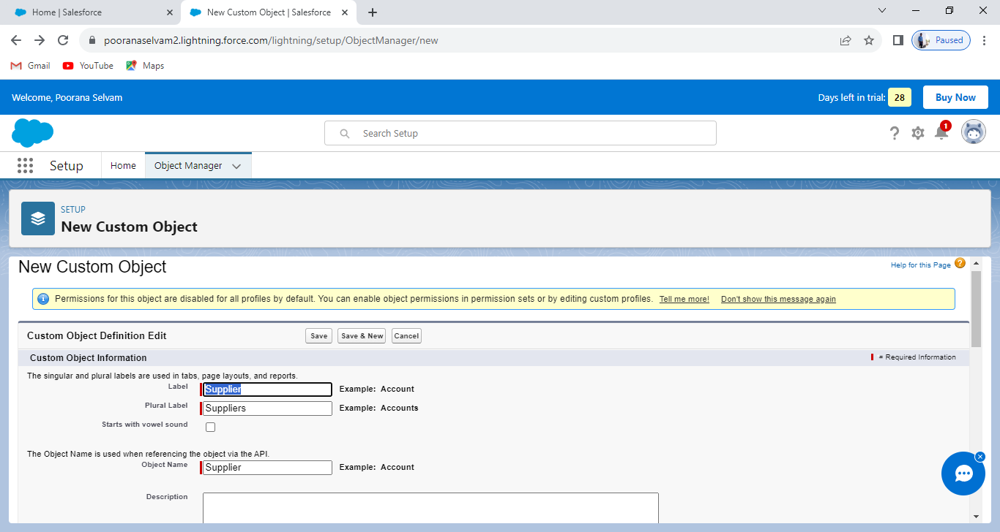 Home | Salesforce
New Custom Object | Salesforce
pooranaselvam2.lightning.force.com/lightning/setup/ObjectManager/new
Paused
Gmail YouTube Maps
Welcome, Poorana Selvam
Days left in trial: 28 Buy Now
Search Setup
1
Setup Home Object Manager
SETUP
New Custom Object
New Custom Object
Help for this Page ?
Permissions for this object are disabled for all profiles by default. You can enable object permissions in permission sets or by editing custom profiles. Tell me more! Don't show this message again
Custom Object Definition Edit Save Save & New Cancel
Custom Object Information = Required Information
The singular and plural labels are used in tabs, page layouts, and reports.
Label Supplier Example: Account
Plural Label Suppliers Example: Accounts
Starts with vowel sound
The Object Name is used when referencing the object via the API.
Object Name Supplier Example: Account
Description